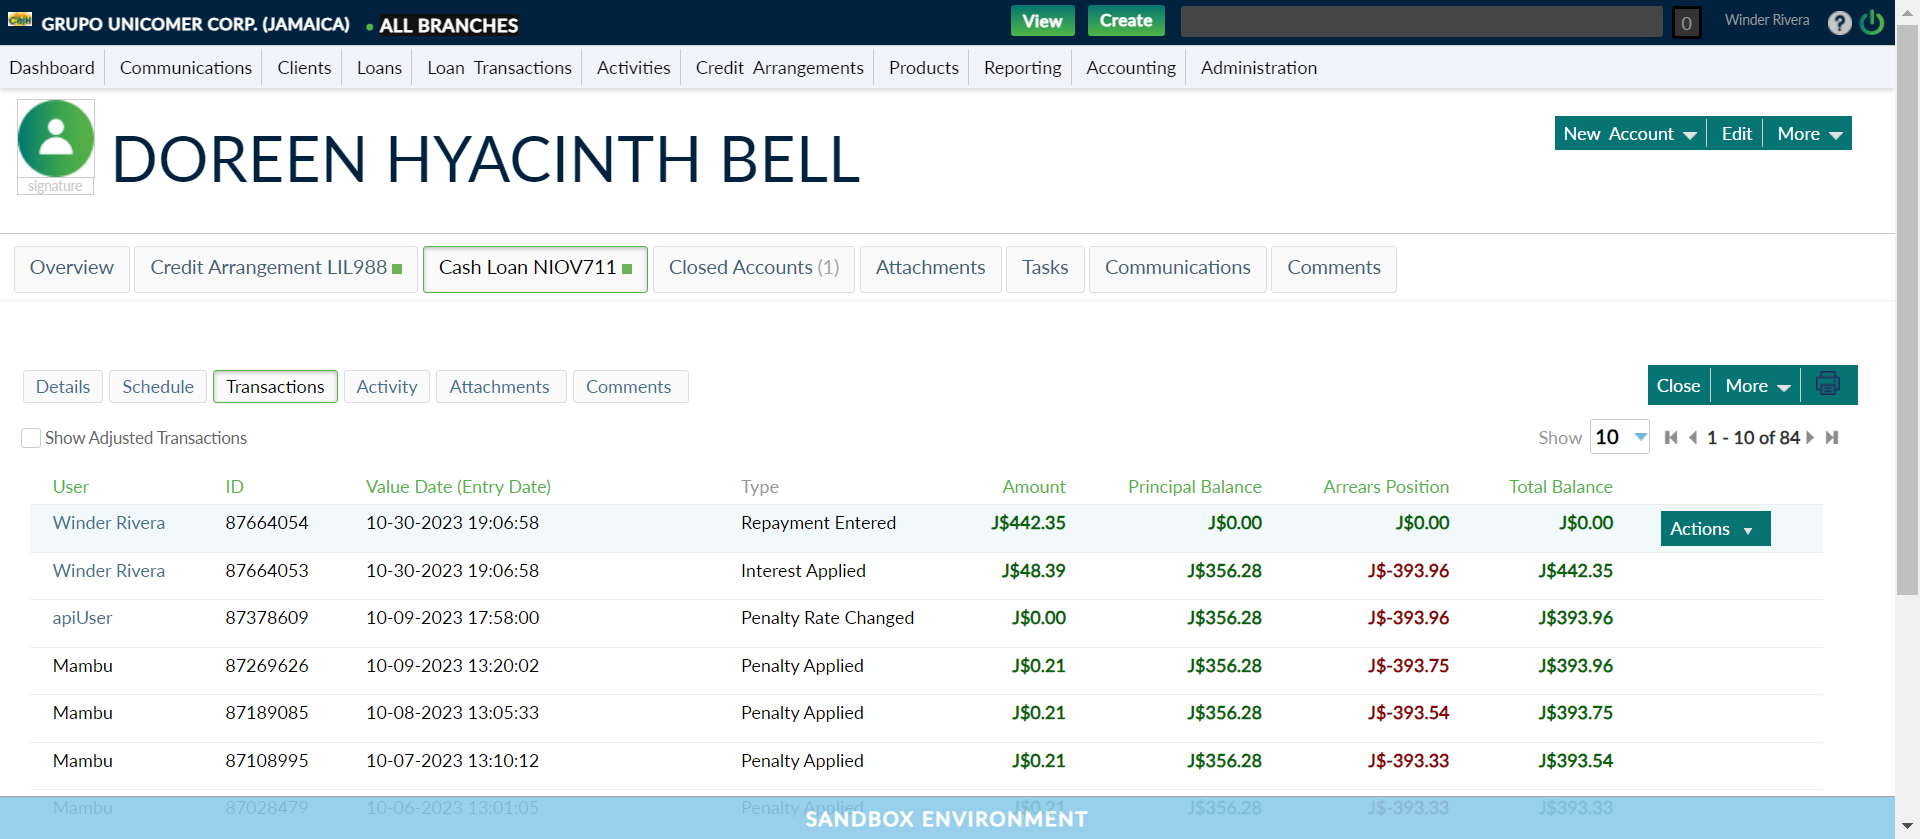 Cash GRUPO UNICOMER CORP. (JAMAICA) • ALL BRANCHES View Create 0 Winder Rivera ?
Dashboard Communications Clients Loans Loan Transactions Activities Credit Arrangements Products Reporting Accounting Administration
DOREEN HYACINTH BELL
New Account Edit More
signature
Overview Credit Arrangement LIL988 Cash Loan NIOV711 Closed Accounts (1) Attachments Tasks Communications Comments
Details Schedule Transactions Activity Attachments Comments Close More
Show Adjusted Transactions Show 10 1 - 10 of 84
User ID Value Date (Entry Date) Type Amount Principal Balance Arrears Position Total Balance
Winder Rivera 87664054 10-30-2023 19:06:58 Repayment Entered J$442.35 J$0.00 J$0.00 J$0.00 Actions
Winder Rivera 87664053 10-30-2023 19:06:58 Interest Applied J$48.39 J$356.28 J$-393.96 J$442.35
apiUser 87378609 10-09-2023 17:58:00 Penalty Rate Changed J$0.00 J$356.28 J$-393.96 J$393.96
Mambu 87269626 10-09-2023 13:20:02 Penalty Applied J$0.21 J$356.28 J$-393.75 J$393.96
Mambu 87189085 10-08-2023 13:05:33 Penalty Applied J$0.21 J$356.28 J$-393.54 J$393.75
Mambu 87108995 10-07-2023 13:10:12 Penalty Applied J$0.21 J$356.28 J$-393.33 J$393.54
Mambu 87028479 10-06-2023 13:01:05 Penalty Applied J$0.21 J$356.28 J$-393.33 J$393.33
SANDBOX ENVIRONMENT